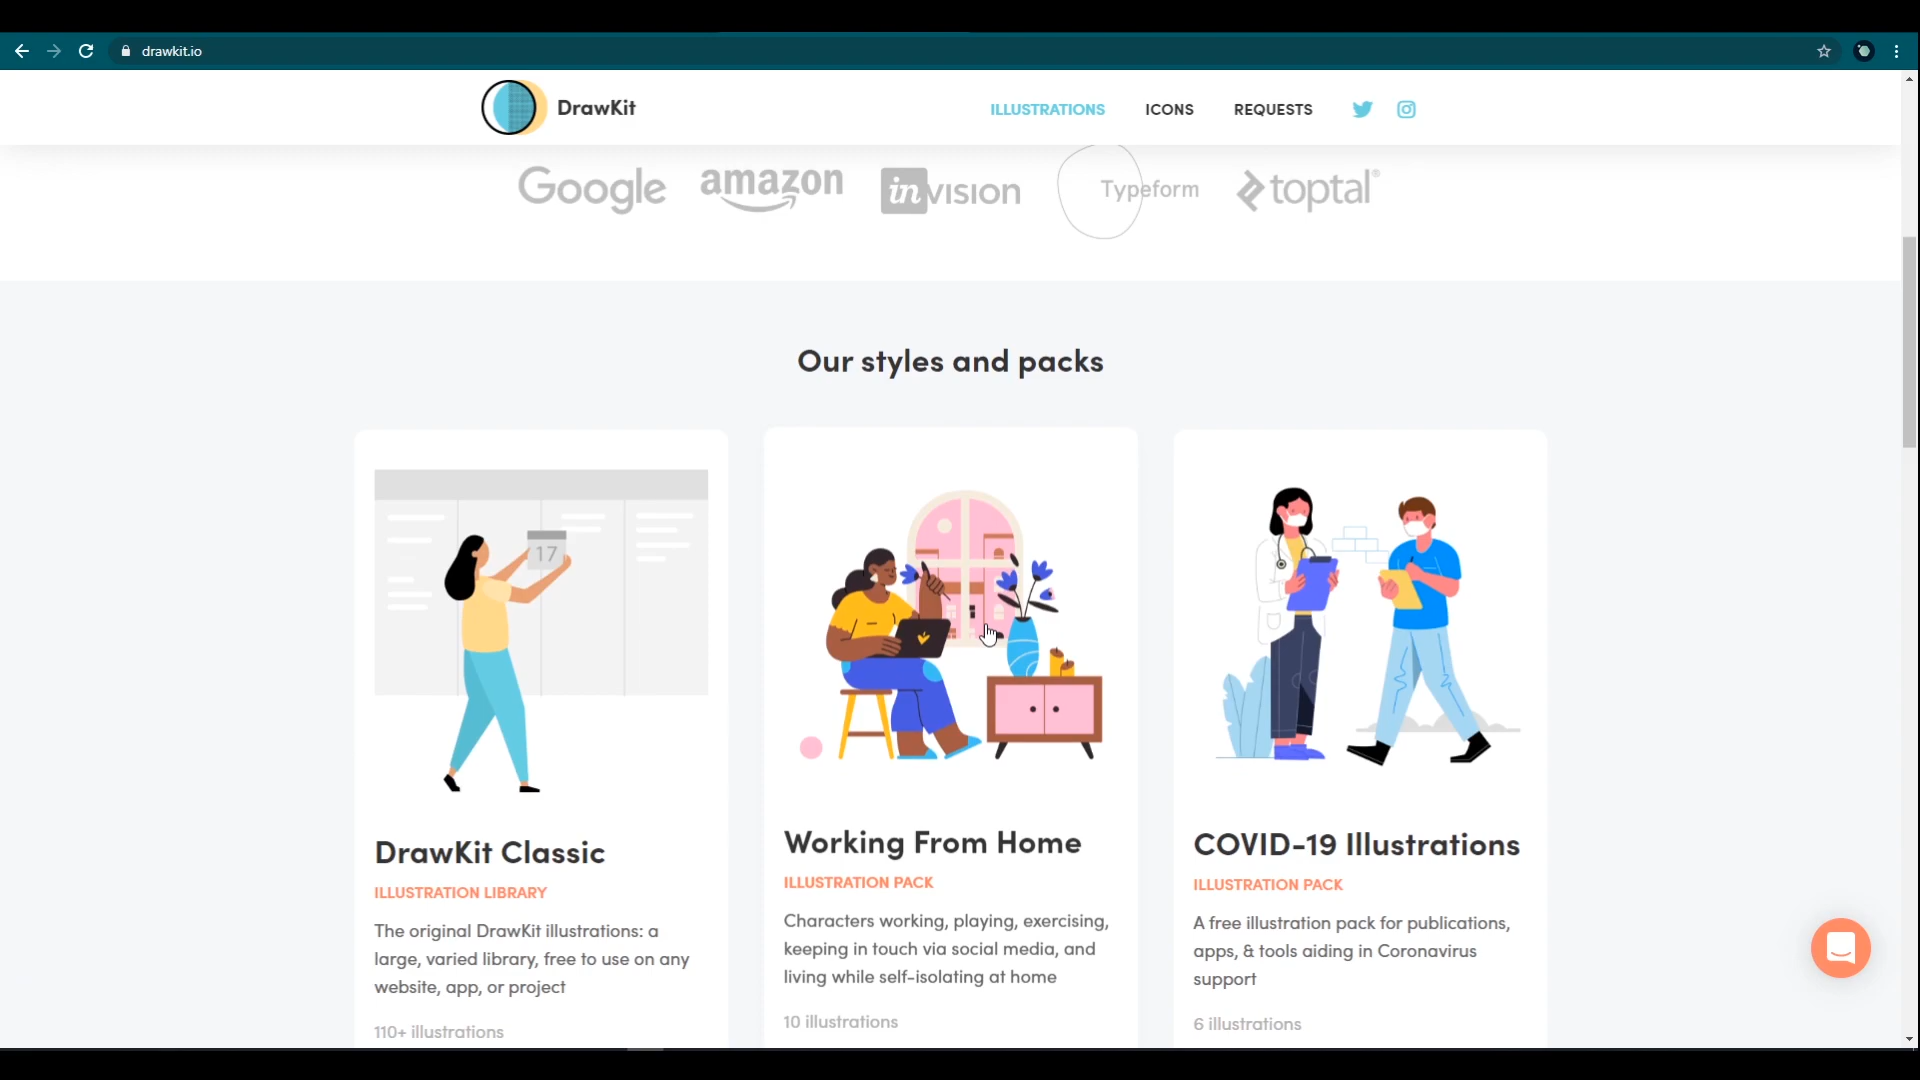 drawkit.io
DrawKit
ILLUSTRATIONS
ICONS
REQUESTS
Google
amazon
invision
Typeform
toptal®
Our styles and packs
17
DrawKit Classic
ILLUSTRATION LIBRARY
The original DrawKit illustrations: a
large, varied library, free to use on any
website, app, or project
110+ illustrations
Working From Home
ILLUSTRATION PACK
Characters working, playing, exercising,
keeping in touch via social media, and
living while self-isolating at home
10 illustrations
COVID-19 Illustrations
ILLUSTRATION PACK
A free illustration pack for publications,
apps, & tools aiding in Coronavirus
support
6 illustrations